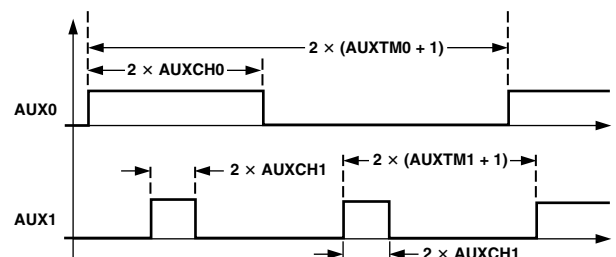 2 × (AUXTM0 + 1)
2 × AUXCH0
AUX0
2 × AUXCH1
2 × (AUXTM1 + 1)
AUX1
2 × AUXCH1